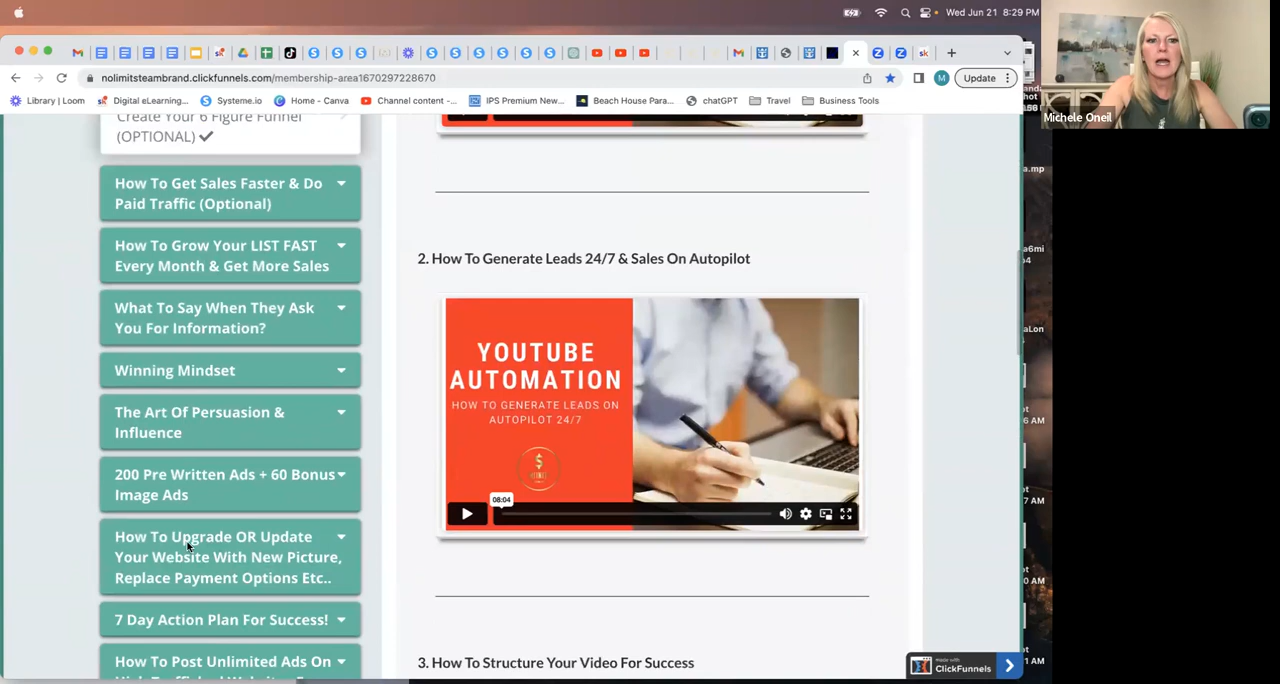 Wed Jun 21 8:29 PM
nolimitsteambrand.clickfunnels.com/membership-area1670297228670
Update
Library | Loom
Digital eLearning...
Systeme.io
Home - Canva
Channel content -...
IPS Premium New...
Beach House Para...
chatGPT
Travel
Business Tools
Michele Oneil
Create Your 6 Figure Funnel
(OPTIONAL)
How To Get Sales Faster & Do
Paid Traffic (Optional)
How To Grow Your LIST FAST
Every Month & Get More Sales
What To Say When They Ask
You For Information?
Winning Mindset
The Art Of Persuasion &
Influence
200 Pre Written Ads + 60 Bonus
Image Ads
How To Upgrade OR Update
Your Website With New Picture,
Replace Payment Options Etc..
7 Day Action Plan For Success!
How To Post Unlimited Ads On
2. How To Generate Leads 24/7 & Sales On Autopilot
YOUTUBE
AUTOMATION
HOW TO GENERATE LEADS ON
AUTOPILOT 24/7
08:04
3. How To Structure Your Video For Success
made with
ClickFunnels